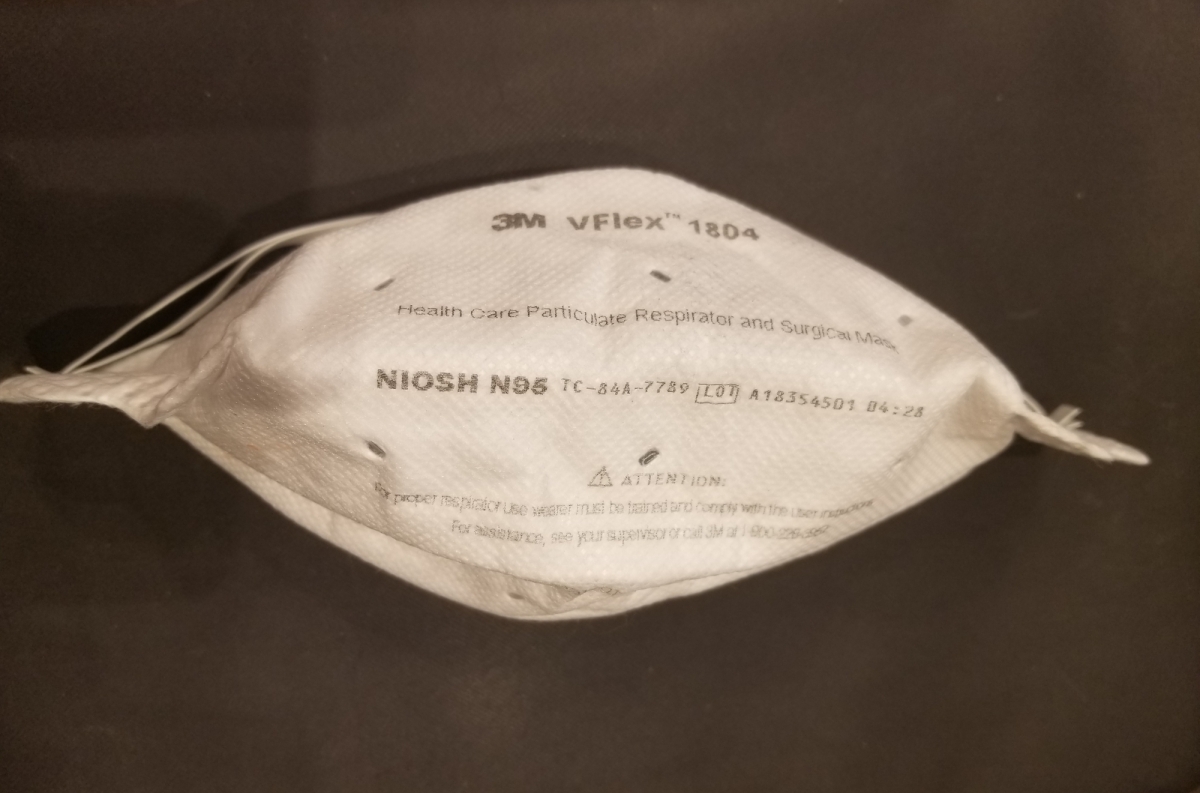 3M VFlex™ 1804
Health Care Particulate Respirator and Surgical Mask
NIOSH N95 TC-84A-7789 LOT A18354501 04:28
ATTENTION:
For proper respirator use wearer must be trained and comply with the User
For assistance, see your supervisor or call 3M at